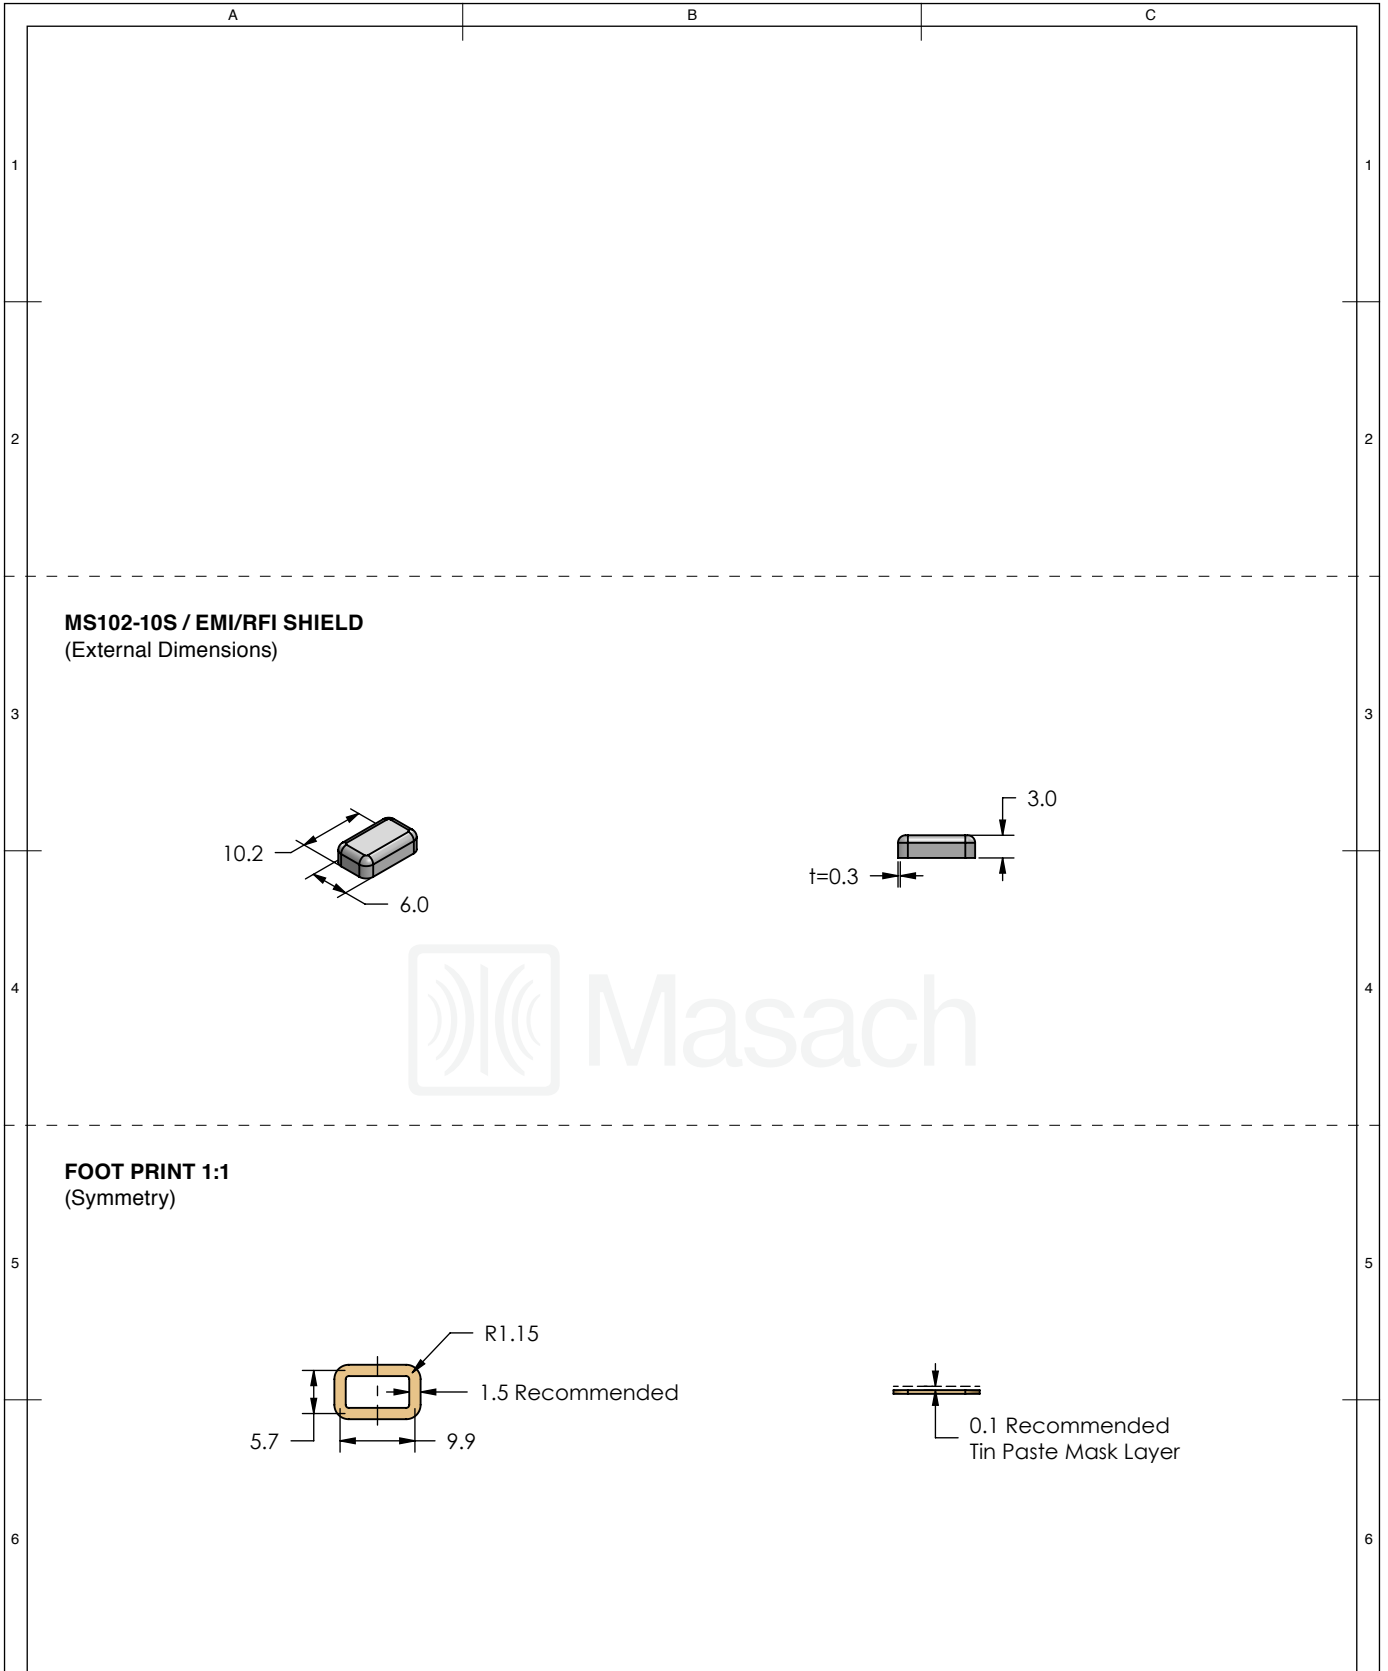 A B C
1 1
2 2
MS102-10S / EMI/RFI SHIELD
(External Dimensions)
3 3
3.0
10.2
t=0.3
6.0
Masach
4 4
FOOT PRINT 1:1
(Symmetry)
5 5
R1.15
1.5 Recommended
0.1 Recommended
Tin Paste Mask Layer
5.7
9.9
6 6